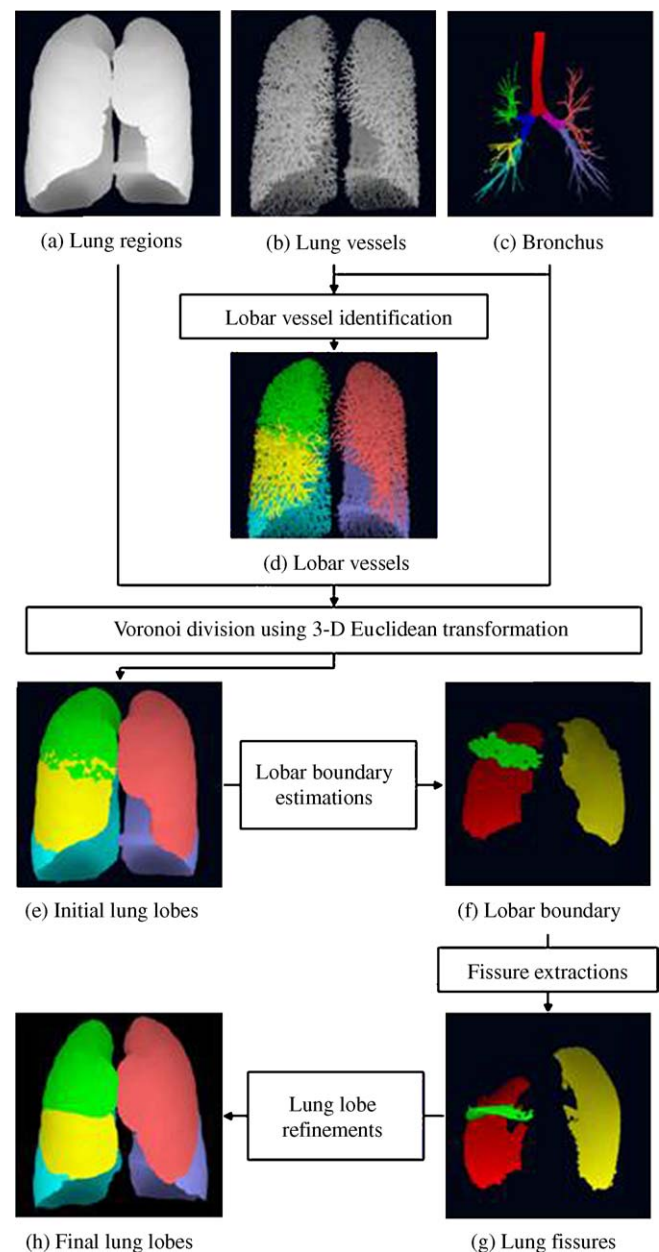 (a) Lung regions
(b) Lung vessels
(c) Bronchus
Lobar vessel identification
(d) Lobar vessels
Voronoi division using 3-D Euclidean transformation
Lobar boundary
estimations
(e) Initial lung lobes
(f) Lobar boundary
Fissure extractions
Lung lobe
refinements
(h) Final lung lobes
(g) Lung fissures